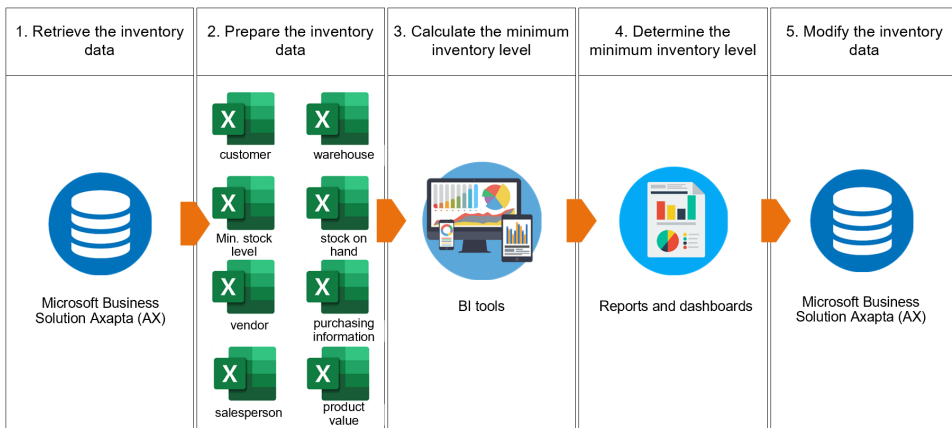 1. Retrieve the inventory
data
2. Prepare the inventory
data
3. Calculate the minimum
inventory level
4. Determine the
minimum inventory level
5. Modify the inventory
data
Microsoft Business
Solution Axapta (AX)
X
customer
X
warehouse
X
Min. stock
level
X
stock on
hand
X
vendor
X
purchasing
information
X
salesperson
X
product
value
BI tools
Reports and dashboards
Microsoft Business
Solution Axapta (AX)